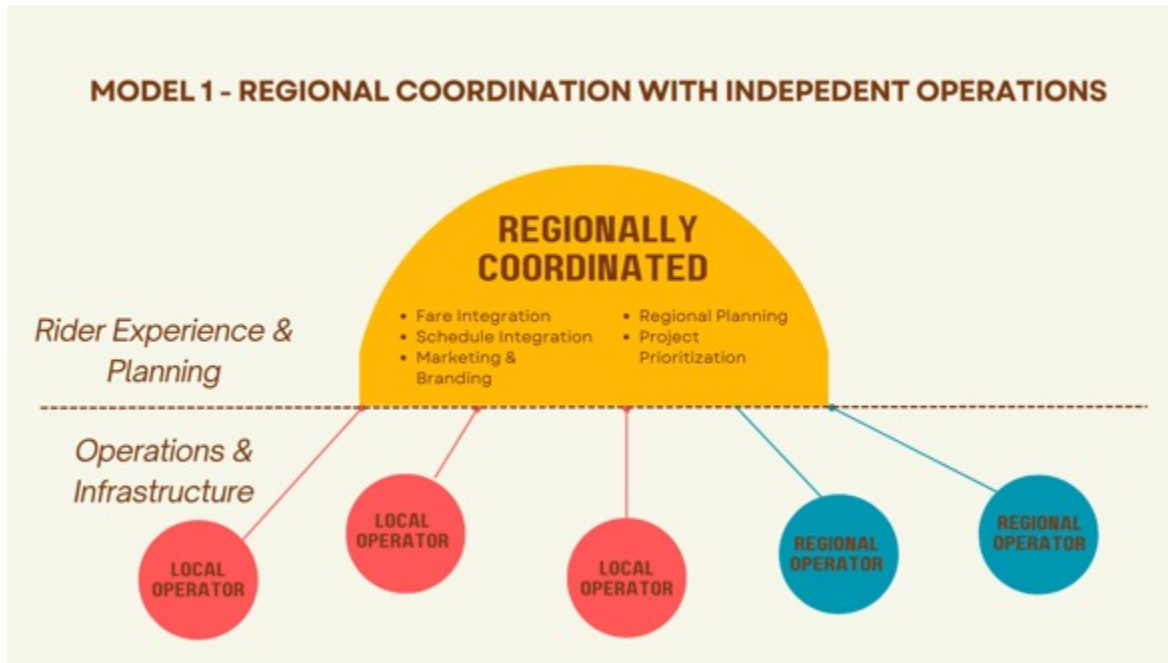 MODEL 1 - REGIONAL COORDINATION WITH INDEPEDENT OPERATIONS
REGIONALLY
COORDINATED
• Fare Integration
• Schedule Integration
• Marketing &
Branding
• Regional Planning
• Project
Prioritization
Rider Experience &
Planning
Operations &
Infrastructure
LOCAL
OPERATOR
LOCAL
OPERATOR
LOCAL
OPERATOR
REGIONAL
OPERATOR
REGIONAL
OPERATOR